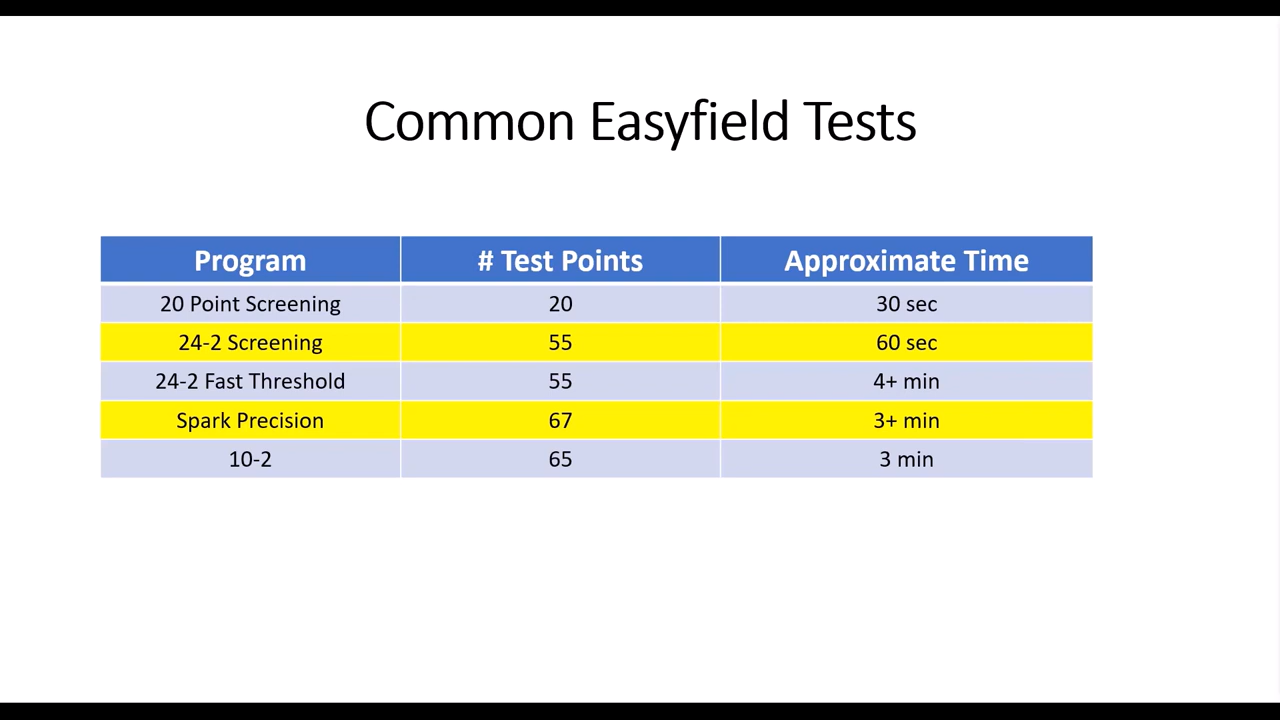 Common Easyfield Tests
Program # Test Points Approximate Time
20 Point Screening 20 30 sec
24-2 Screening 55 60 sec
24-2 Fast Threshold 55 4+ min
Spark Precision 67 3+ min
10-2 65 3 min